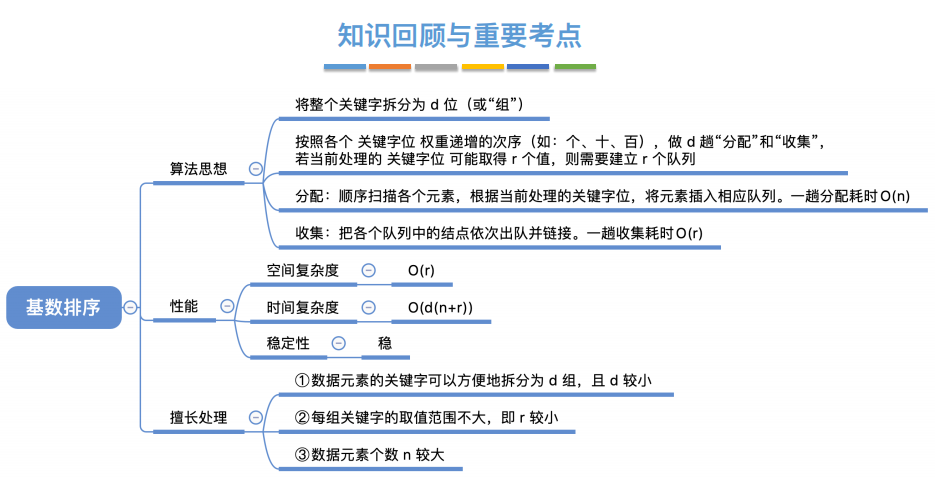 知识回顾与重要考点
将整个关键字拆分为 d 位（或“组”）
按照各个 关键字位 权重递增的次序（如：个、十、百），做 d 趟“分配”和“收集”，
若当前处理的 关键字位 可能取得 r 个值，则需要建立 r 个队列
算法思想
分配：顺序扫描各个元素，根据当前处理的关键字位，将元素插入相应队列。一趟分配耗时O(n)
收集：把各个队列中的结点依次出队并链接。一趟收集耗时O(r)
空间复杂度 O(r)
基数排序
性能
时间复杂度 O(d(n+r))
稳定性 稳
①数据元素的关键字可以方便地拆分为 d 组，且 d 较小
擅长处理
②每组关键字的取值范围不大，即 r 较小
③数据元素个数 n 较大